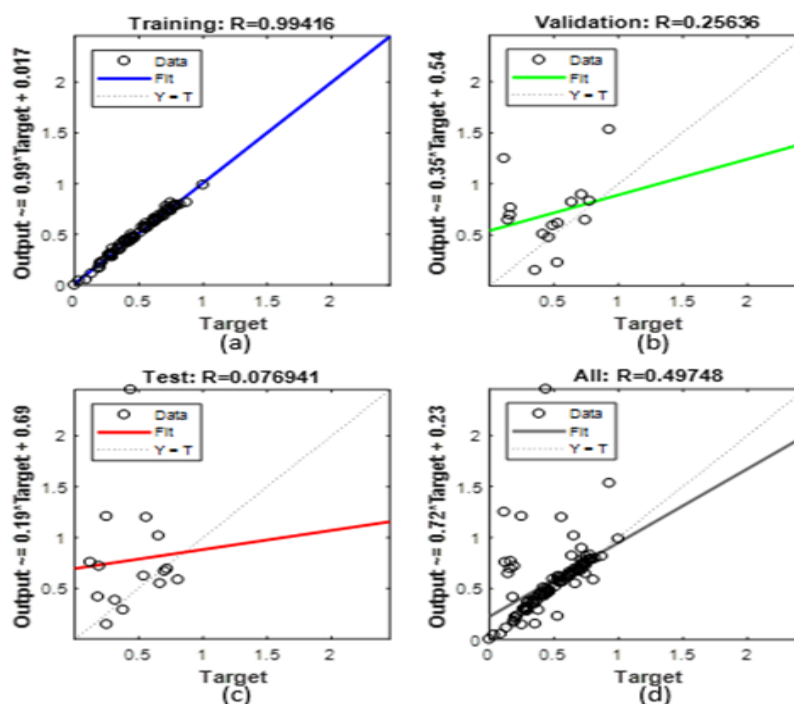 Training: R=0.99416
Output ~= 0.99*Target + 0.017
2
1.5
1
0.5
0
Data
Fit
Y = T
0 0.5 1 1.5 2
Target
(a)
Validation: R=0.25636
Output ~= 0.35*Target + 0.54
2
1.5
1
0.5
0
Data
Fit
Y = T
0 0.5 1 1.5 2
Target
(b)
Test: R=0.076941
Output ~= 0.19*Target + 0.69
2
1.5
1
0.5
0
Data
Fit
Y = T
0 0.5 1 1.5 2
Target
(c)
All: R=0.49748
Output ~= 0.72*Target + 0.23
2
1.5
1
0.5
0
Data
Fit
Y = T
0 0.5 1 1.5 2
Target
(d)